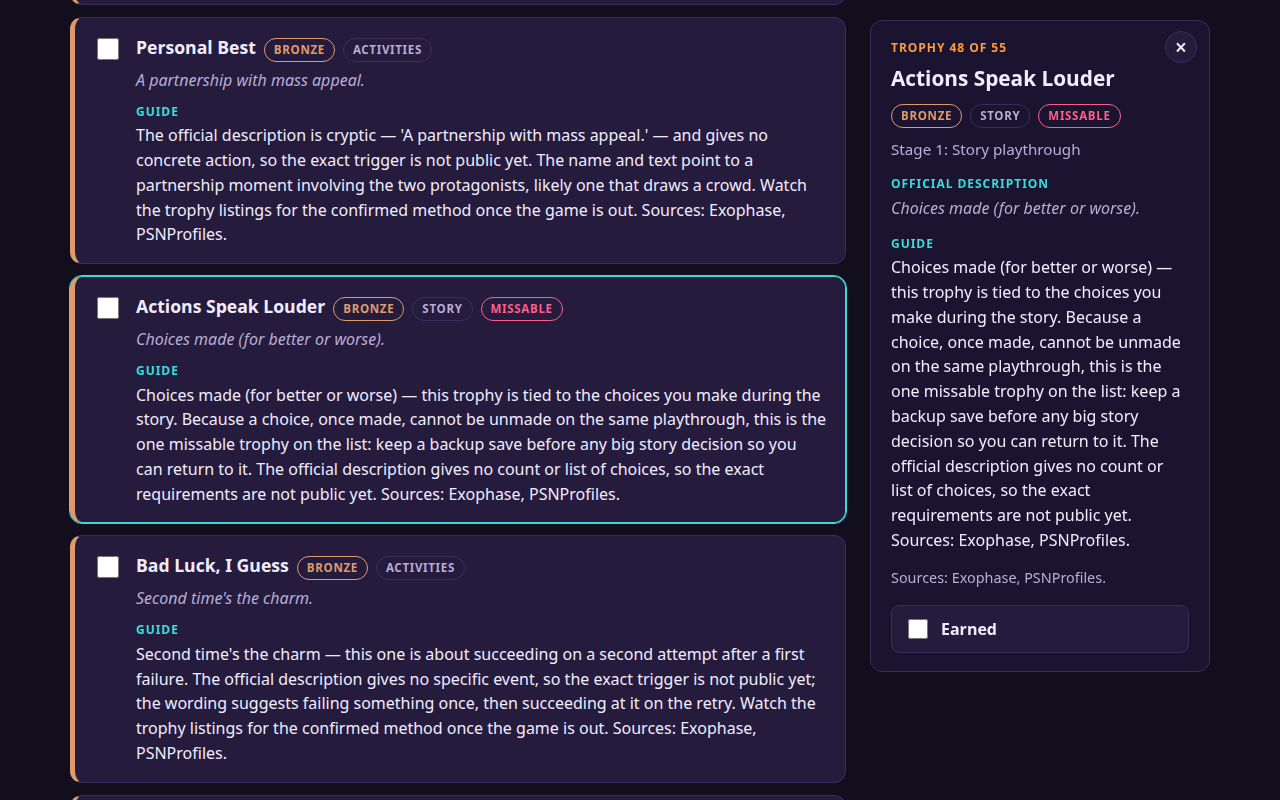 Personal Best BRONZE ACTIVITIES
A partnership with mass appeal.
GUIDE
The official description is cryptic — 'A partnership with mass appeal.' — and gives no
concrete action, so the exact trigger is not public yet. The name and text point to a
partnership moment involving the two protagonists, likely one that draws a crowd. Watch
the trophy listings for the confirmed method once the game is out. Sources: Exophase,
PSNProfiles.
Actions Speak Louder BRONZE STORY MISSABLE
Choices made (for better or worse).
GUIDE
Choices made (for better or worse) — this trophy is tied to the choices you make during the
story. Because a choice, once made, cannot be unmade on the same playthrough, this is the
one missable trophy on the list: keep a backup save before any big story decision so you
can return to it. The official description gives no count or list of choices, so the exact
requirements are not public yet. Sources: Exophase, PSNProfiles.
Bad Luck, I Guess BRONZE ACTIVITIES
Second time's the charm.
GUIDE
Second time's the charm — this one is about succeeding on a second attempt after a first
failure. The official description gives no specific event, so the exact trigger is not public yet;
the wording suggests failing something once, then succeeding at it on the retry. Watch the
trophy listings for the confirmed method once the game is out. Sources: Exophase,
PSNProfiles.
TROPHY 48 OF 55
×
Actions Speak Louder
BRONZE STORY MISSABLE
Stage 1: Story playthrough
OFFICIAL DESCRIPTION
Choices made (for better or worse).
GUIDE
Choices made (for better or worse) —
this trophy is tied to the choices you
make during the story. Because a
choice, once made, cannot be unmade
on the same playthrough, this is the
one missable trophy on the list: keep a
backup save before any big story
decision so you can return to it. The
official description gives no count or
list of choices, so the exact
requirements are not public yet.
Sources: Exophase, PSNProfiles.
Sources: Exophase, PSNProfiles.
Earned